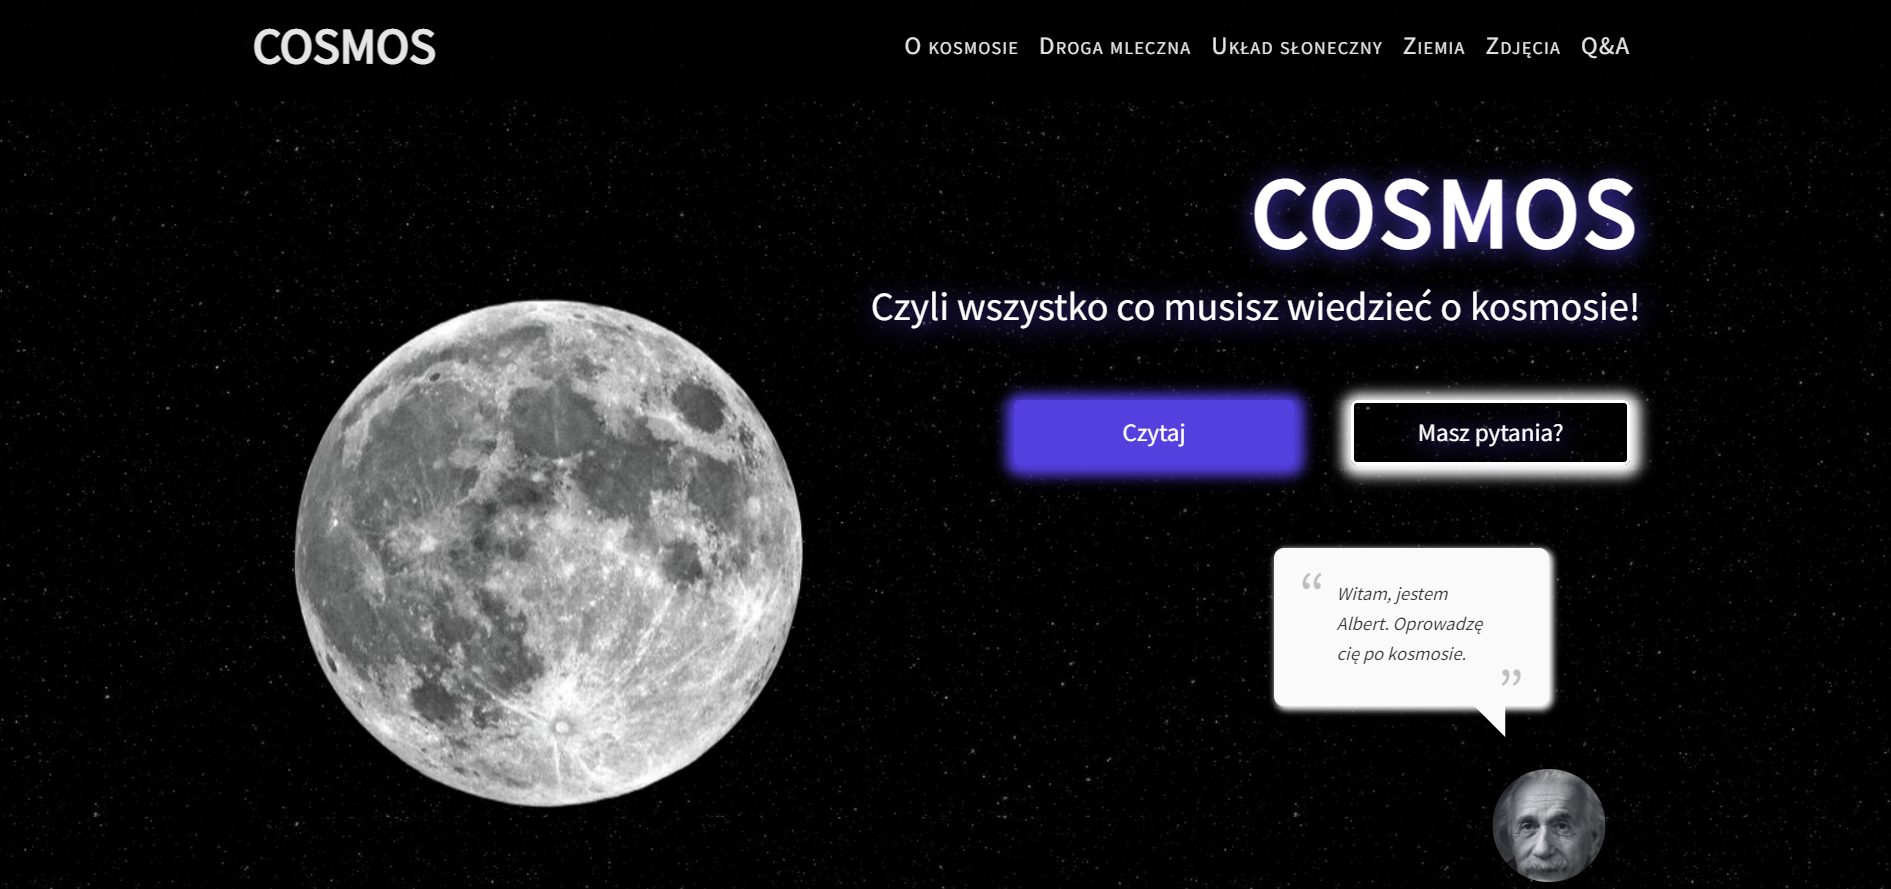 COSMOS
O kosmosie Droga mleczna Układ słoneczny Ziemia Zdjęcia Q&A
COSMOS
Czyli wszystko co musisz wiedzieć o kosmosie!
Czytaj Masz pytania?
“ Witam, jestem
Albert. Oprowadzę
cię po kosmosie. ”